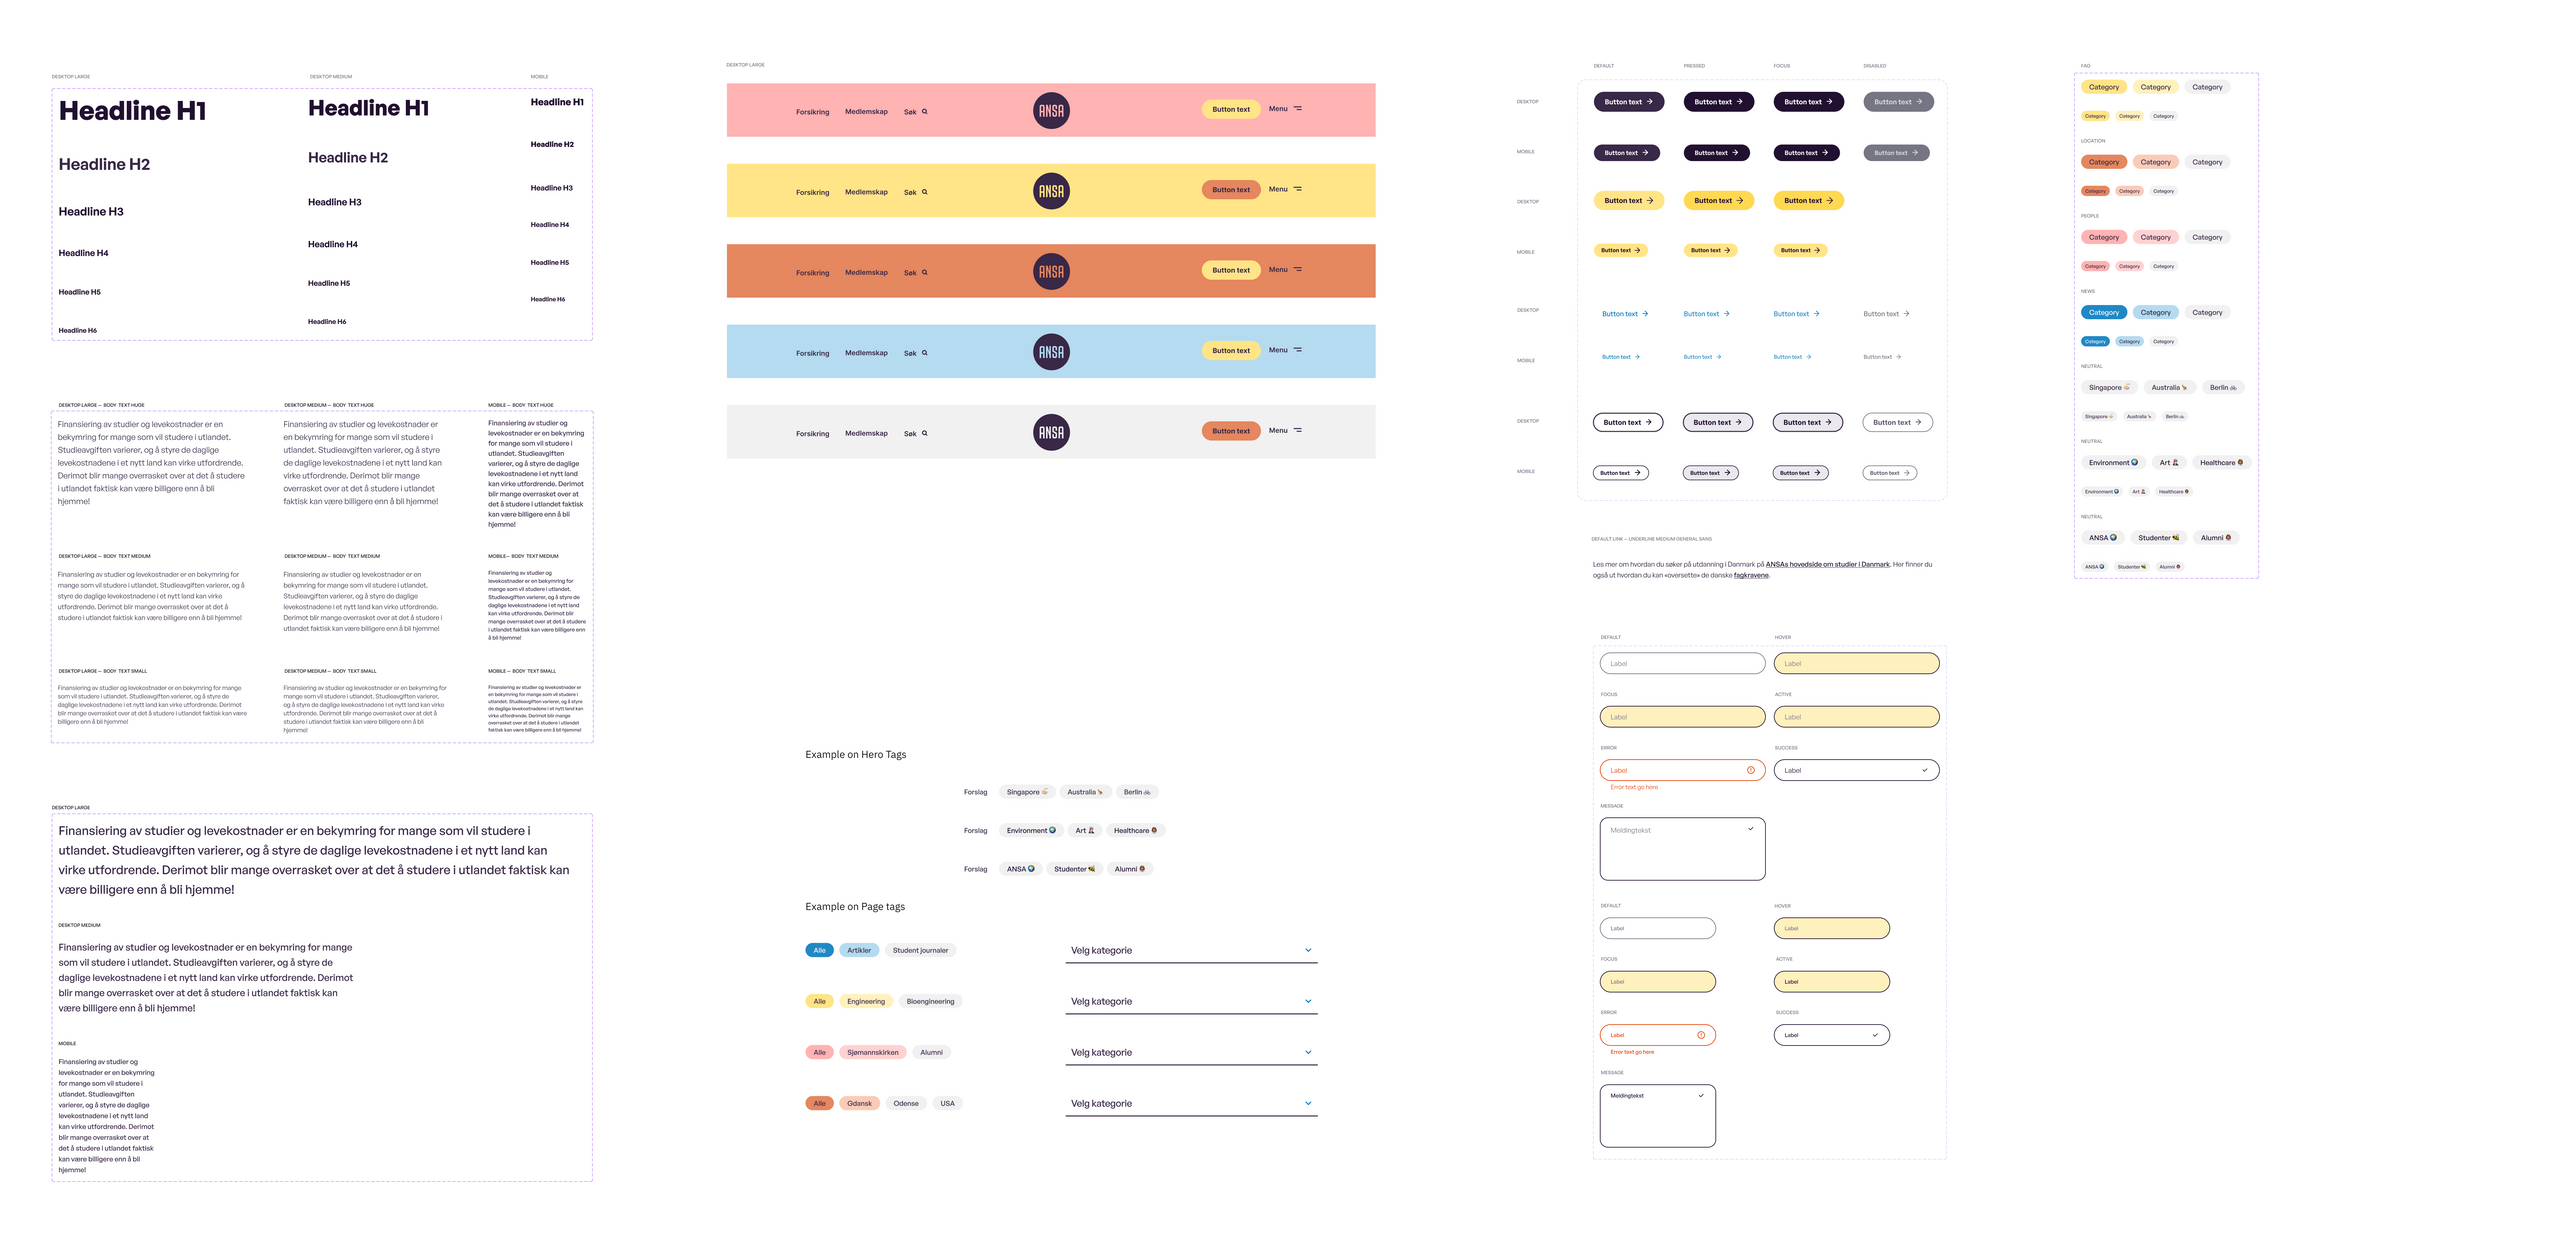 DESKTOP LARGE
DESKTOP MEDIUM
MOBILE
Headline H1
Headline H1
Headline H1
Headline H2
Headline H2
Headline H2
Headline H3
Headline H3
Headline H3
Headline H4
Headline H4
Headline H4
Headline H5
Headline H5
Headline H5
Headline H6
Headline H6
Headline H6
DESKTOP LARGE — BODY TEXT HUGE
Finansiering av studier og levekostnader er en
bekymring for mange som vil studere i utlandet.
Studieavgiften varierer, og å styre de daglige
levekostnadene i et nytt land kan virke utfordrende.
Derimot blir mange overrasket over at det å studere
i utlandet faktisk kan være billigere enn å bli
hjemme!
DESKTOP MEDIUM — BODY TEXT HUGE
Finansiering av studier og levekostnader er
en bekymring for mange som vil studere i
utlandet. Studieavgiften varierer, og å styre
de daglige levekostnadene i et nytt land kan
virke utfordrende. Derimot blir mange
overrasket over at det å studere i utlandet
faktisk kan være billigere enn å bli hjemme!
MOBILE — BODY TEXT HUGE
Finansiering av studier og
levekostnader er en bekymring
for mange som vil studere i
utlandet. Studieavgiften
varierer, og å styre de daglige
levekostnadene i et nytt land
kan virke utfordrende. Derimot
blir mange overrasket over at
det å studere i utlandet faktisk
kan være billigere enn å bli
hjemme!
DESKTOP LARGE — BODY TEXT MEDIUM
Finansiering av studier og levekostnader er en bekymring for
mange som vil studere i utlandet. Studieavgiften varierer, og å
styre de daglige levekostnadene i et nytt land kan virke
utfordrende. Derimot blir mange overrasket over at det å
studere i utlandet faktisk kan være billigere enn å bli hjemme!
DESKTOP MEDIUM — BODY TEXT MEDIUM
Finansiering av studier og levekostnader er en
bekymring for mange som vil studere i utlandet.
Studieavgiften varierer, og å styre de daglige
levekostnadene i et nytt land kan virke utfordrende.
Derimot blir mange overrasket over at det å studere i
utlandet faktisk kan være billigere enn å bli hjemme!
MOBILE— BODY TEXT MEDIUM
Finansiering av studier og
levekostnader er en bekymring for
mange som vil studere i utlandet.
Studieavgiften varierer, og å styre de
daglige levekostnadene i et nytt land
kan virke utfordrende. Derimot blir
mange overrasket over at det å studere
i utlandet faktisk kan være billigere enn
å bli hjemme!
DESKTOP LARGE — BODY TEXT SMALL
Finansiering av studier og levekostnader er en bekymring for mange
som vil studere i utlandet. Studieavgiften varierer, og å styre de
daglige levekostnadene i et nytt land kan virke utfordrende. Derimot
blir mange overrasket over at det å studere i utlandet faktisk kan være
billigere enn å bli hjemme!
DESKTOP MEDIUM — BODY TEXT SMALL
Finansiering av studier og levekostnader er en bekymring for
mange som vil studere i utlandet. Studieavgiften varierer,
og å styre de daglige levekostnadene i et nytt land kan virke
utfordrende. Derimot blir mange overrasket over at det å
studere i utlandet faktisk kan være billigere enn å bli
hjemme!
MOBILE — BODY TEXT SMALL
Finansiering av studier og levekostnader er
en bekymring for mange som vil studere i
utlandet. Studieavgiften varierer, og å styre
de daglige levekostnadene i et nytt land kan
virke utfordrende. Derimot blir mange
overrasket over at det å studere i utlandet
faktisk kan være billigere enn å bli hjemme!
DESKTOP LARGE
Finansiering av studier og levekostnader er en bekymring for mange som vil studere i
utlandet. Studieavgiften varierer, og å styre de daglige levekostnadene i et nytt land kan
virke utfordrende. Derimot blir mange overrasket over at det å studere i utlandet faktisk kan
være billigere enn å bli hjemme!
DESKTOP MEDIUM
Finansiering av studier og levekostnader er en bekymring for mange
som vil studere i utlandet. Studieavgiften varierer, og å styre de
daglige levekostnadene i et nytt land kan virke utfordrende. Derimot
blir mange overrasket over at det å studere i utlandet faktisk kan
være billigere enn å bli hjemme!
MOBILE
Finansiering av studier og
levekostnader er en bekymring
for mange som vil studere i
utlandet. Studieavgiften
varierer, og å styre de daglige
levekostnadene i et nytt land
kan virke utfordrende. Derimot
blir mange overrasket over at
det å studere i utlandet faktisk
kan være billigere enn å bli
hjemme!
DESKTOP LARGE
Forsikring Medlemskap Søk ANSA Button text Menu
Forsikring Medlemskap Søk ANSA Button text Menu
Forsikring Medlemskap Søk ANSA Button text Menu
Forsikring Medlemskap Søk ANSA Button text Menu
Forsikring Medlemskap Søk ANSA Button text Menu
Example on Hero Tags
Forslag Singapore Australia Berlin
Forslag Environment Art Healthcare
Forslag ANSA Studenter Alumni
Example on Page tags
Alle Artikler Student journaler Velg kategorie
Alle Engineering Bioengineering Velg kategorie
Alle Sjømannskirken Alumni Velg kategorie
Alle Gdansk Odense USA Velg kategorie
DEFAULT PRESSED FOCUS DISABLED
DESKTOP Button text Button text Button text Button text
MOBILE Button text Button text Button text Button text
DESKTOP Button text Button text Button text
MOBILE Button text Button text Button text
DESKTOP Button text Button text Button text Button text
MOBILE Button text Button text Button text Button text
DESKTOP Button text Button text Button text Button text
MOBILE Button text Button text Button text Button text
DEFAULT LINK — UNDERLINE MEDIUM GENERAL SANS
Les mer om hvordan du søker på utdanning i Danmark på ANSAs hovedside om studier i Danmark. Her finner du
også ut hvordan du kan «oversette» de danske fagkravene.
DEFAULT HOVER
Label Label
FOCUS ACTIVE
Label Label
ERROR SUCCESS
Label Label
Error text go here
MESSAGE
Meldingtekst
DEFAULT HOVER
Label Label
FOCUS ACTIVE
Label Label
ERROR SUCCESS
Label Label
Error text go here
MESSAGE
Meldingtekst
FAG
Category Category Category
Category Category Category
LOCATION
Category Category Category
Category Category Category
PEOPLE
Category Category Category
Category Category Category
NEWS
Category Category Category
Category Category Category
NEUTRAL
Singapore Australia Berlin
Singapore Australia Berlin
NEUTRAL
Environment Art Healthcare
Environment Art Healthcare
NEUTRAL
ANSA Studenter Alumni
ANSA Studenter Alumni